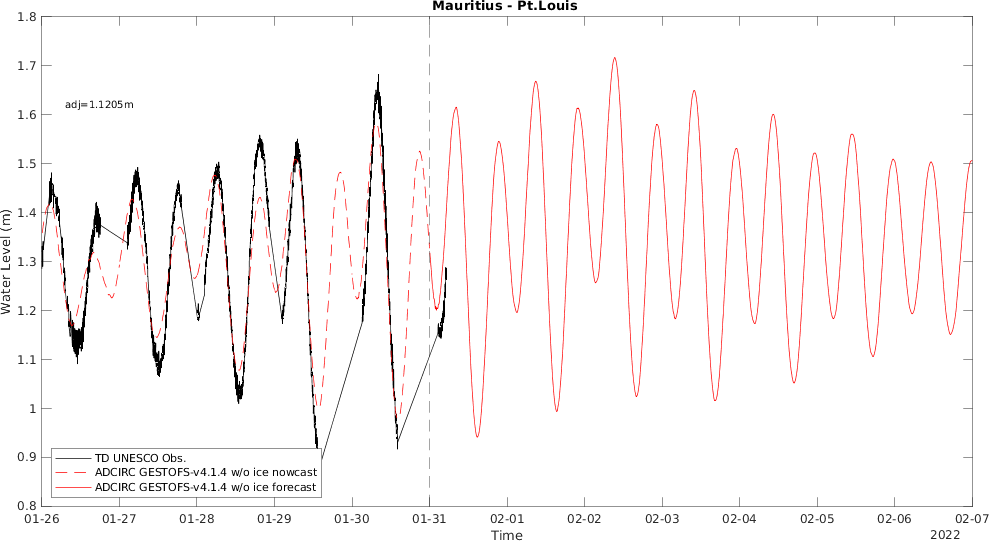 Mauritius - Pt.Louis
1.8
1.7
1.6
1.5
1.4
1.3
1.2
1.1
1
0.9
0.8
Water Level (m)
adj=1.1205m
TD UNESCO Obs.
ADCIRC GESTOFS-v4.1.4 w/o ice nowcast
ADCIRC GESTOFS-v4.1.4 w/o ice forecast
01-26 01-27 01-28 01-29 01-30 01-31 02-01 02-02 02-03 02-04 02-05 02-06 02-07
Time
2022